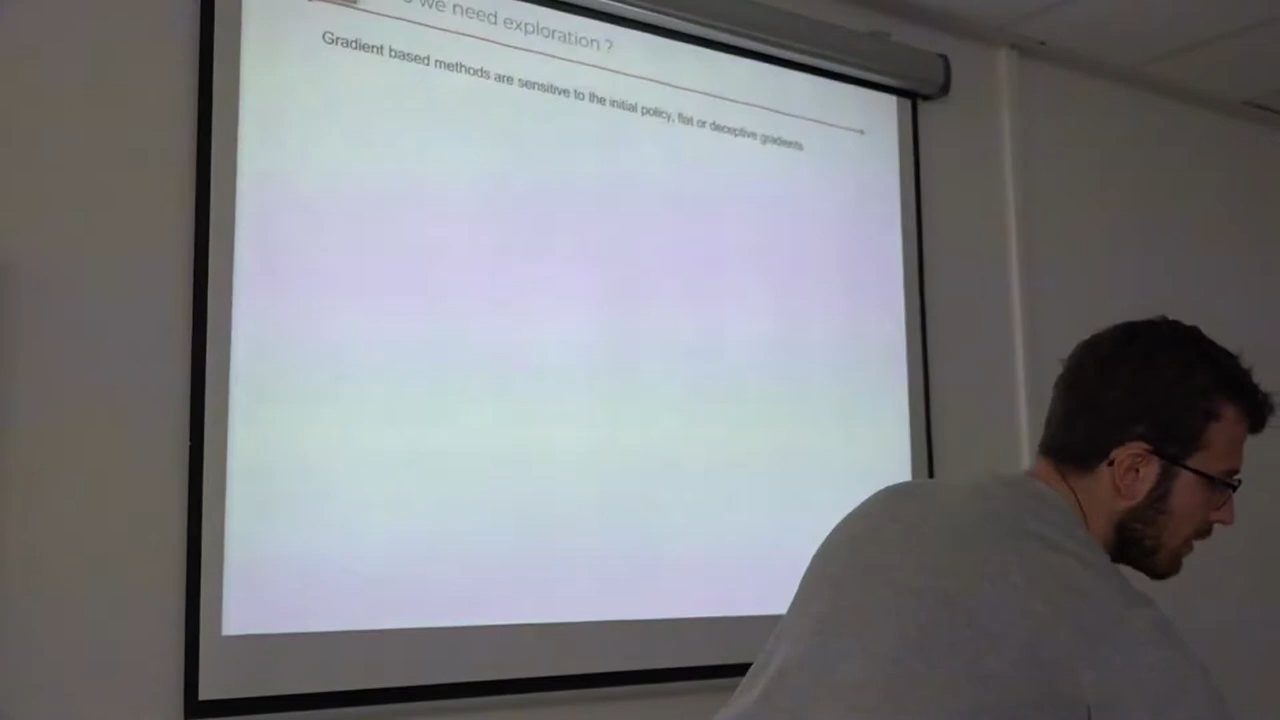 we need exploration ?
Gradient based methods are sensitive to the initial policy, flat or deceptive gradients